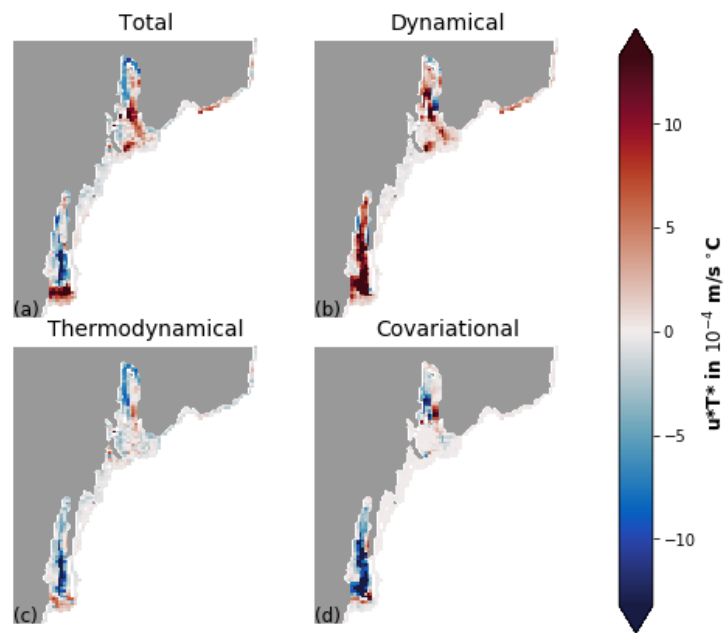 Total
Dynamical
(a)
(b)
Thermodynamical
Covariational
(c)
(d)
10
5
0
−5
−10
u*T* in 10⁻⁴ m/s °C